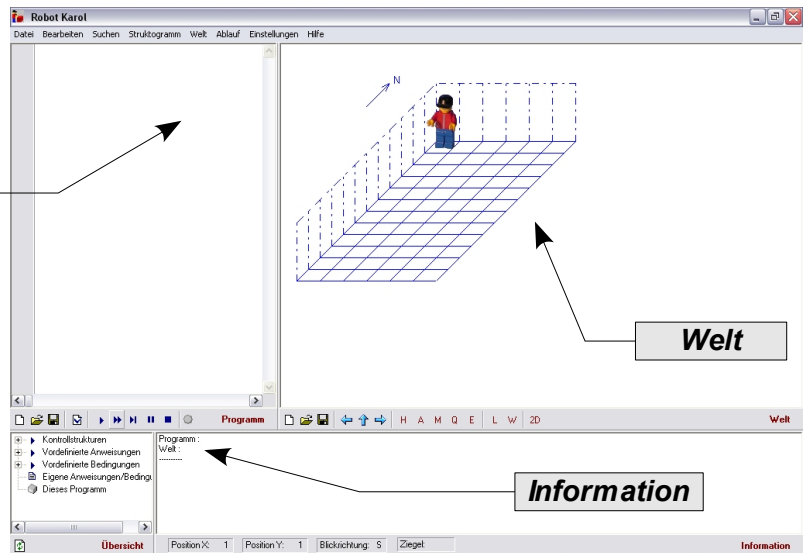 Robot Karol
Datei Bearbeiten Suchen Struktogramm Welt Ablauf Einstellungen Hilfe
N
Welt
Programm
H A M Q E L W 2D
Welt
Kontrollstrukturen
Vordefinierte Anweisungen
Vordefinierte Bedingungen
Eigene Anweisungen/Bedingu
Dieses Programm
Programm :
Welt :
----------
Information
Übersicht
Position X: 1 Position Y: 1 Blickrichtung: S Ziegel:
Information